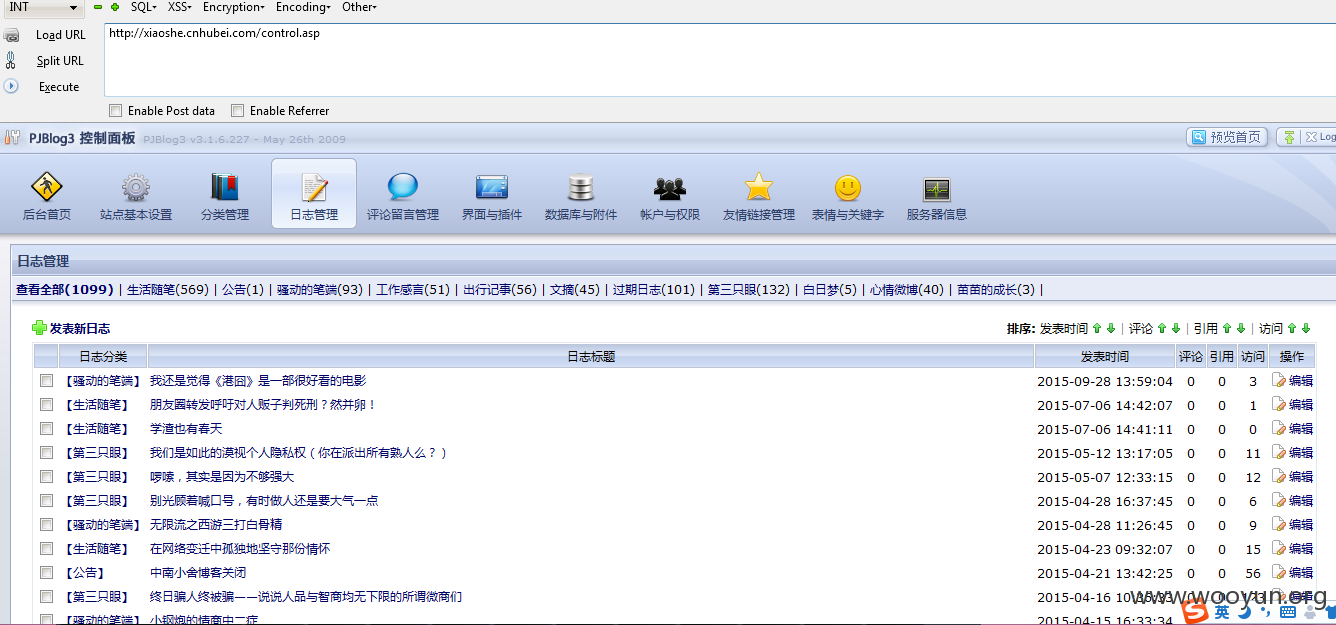 INT SQL- XSS- Encryption- Encoding- Other-
Load URL http://xiaoshe.cnhubei.com/control.asp
Split URL
Execute
Enable Post data Enable Referrer
PJBlog3 控制面板 PJBlog3 v3.1.6.227 - May 26th 2009 预览首页 Log
后台首页 站点基本设置 分类管理 日志管理 评论留言管理 界面与插件 数据库与附件 帐户与权限 友情链接管理 表情与关键字 服务器信息
日志管理
查看全部(1099) | 生活随笔(569) | 公告(1) | 骚动的笔端(93) | 工作感言(51) | 出行记事(56) | 文摘(45) | 过期日志(101) | 第三只眼(132) | 白日梦(5) | 心情微博(40) | 苗苗的成长(3) |
发表新日志 排序: 发表时间 | 评论 | 引用 | 访问
日志分类 日志标题 发表时间 评论 引用 访问 操作
【骚动的笔端】 我还是觉得《港囧》是一部很好看的电影 2015-09-28 13:59:04 0 0 3 编辑
【生活随笔】 朋友圈转发呼吁对人贩子判死刑？然并卵！ 2015-07-06 14:42:07 0 0 1 编辑
【生活随笔】 学渣也有春天 2015-07-06 14:41:11 0 0 0 编辑
【第三只眼】 我们是如此的漠视个人隐私权（你在派出所有熟人么？） 2015-05-12 13:17:05 0 0 11 编辑
【第三只眼】 啰嗦，其实是因为不够强大 2015-05-07 12:33:15 0 0 12 编辑
【第三只眼】 别光顾着喊口号，有时做人还是要大气一点 2015-04-28 16:37:45 0 0 6 编辑
【骚动的笔端】 无限流之西游三打白骨精 2015-04-28 11:26:45 0 0 9 编辑
【生活随笔】 在网络变迁中孤独地坚守那份情怀 2015-04-23 09:32:07 0 0 15 编辑
【公告】 中南小舍博客关闭 2015-04-21 13:42:25 0 0 56 编辑
【第三只眼】 终日骗人终被骗——说说人品与智商均无下限的所谓微商们 2015-04-16 10:35:33 0 编辑
www.wooyun.org
【骚动的笔端】 小钢炮的情商中二症 2015-04-15 16:33:34
英